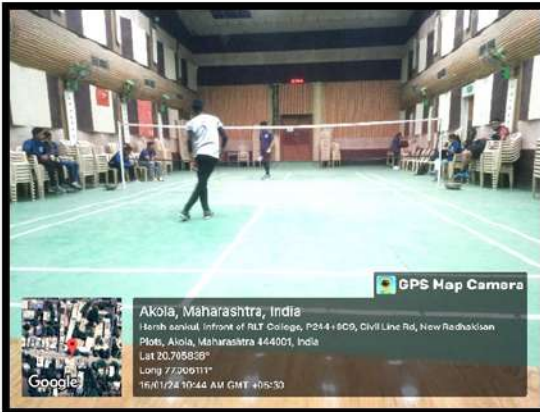 GPS Map Camera
Akola, Maharashtra, India
Harsh sankul, Infront of RLT College, P244+8C9, Civil Line Rd, New Radhakisan
Plots, Akola, Maharashtra 444001, India
Lat 20.705838°
Long 77.006111°
16/01/24 10:44 AM GMT +05:30
Google